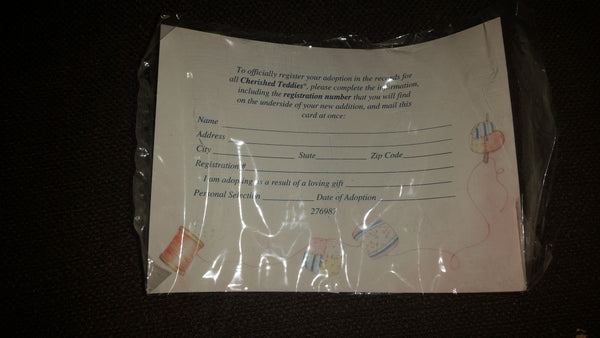 To officially register your adoption in the records for
all Cherished Teddies®, please complete the information,
including the registration number that you will find
on the underside of your new addition, and mail this
card at once:
Name
Address
City State Zip Code
Registration #
I am adopting as a result of a loving gift
Personal Selection Date of Adoption
276987